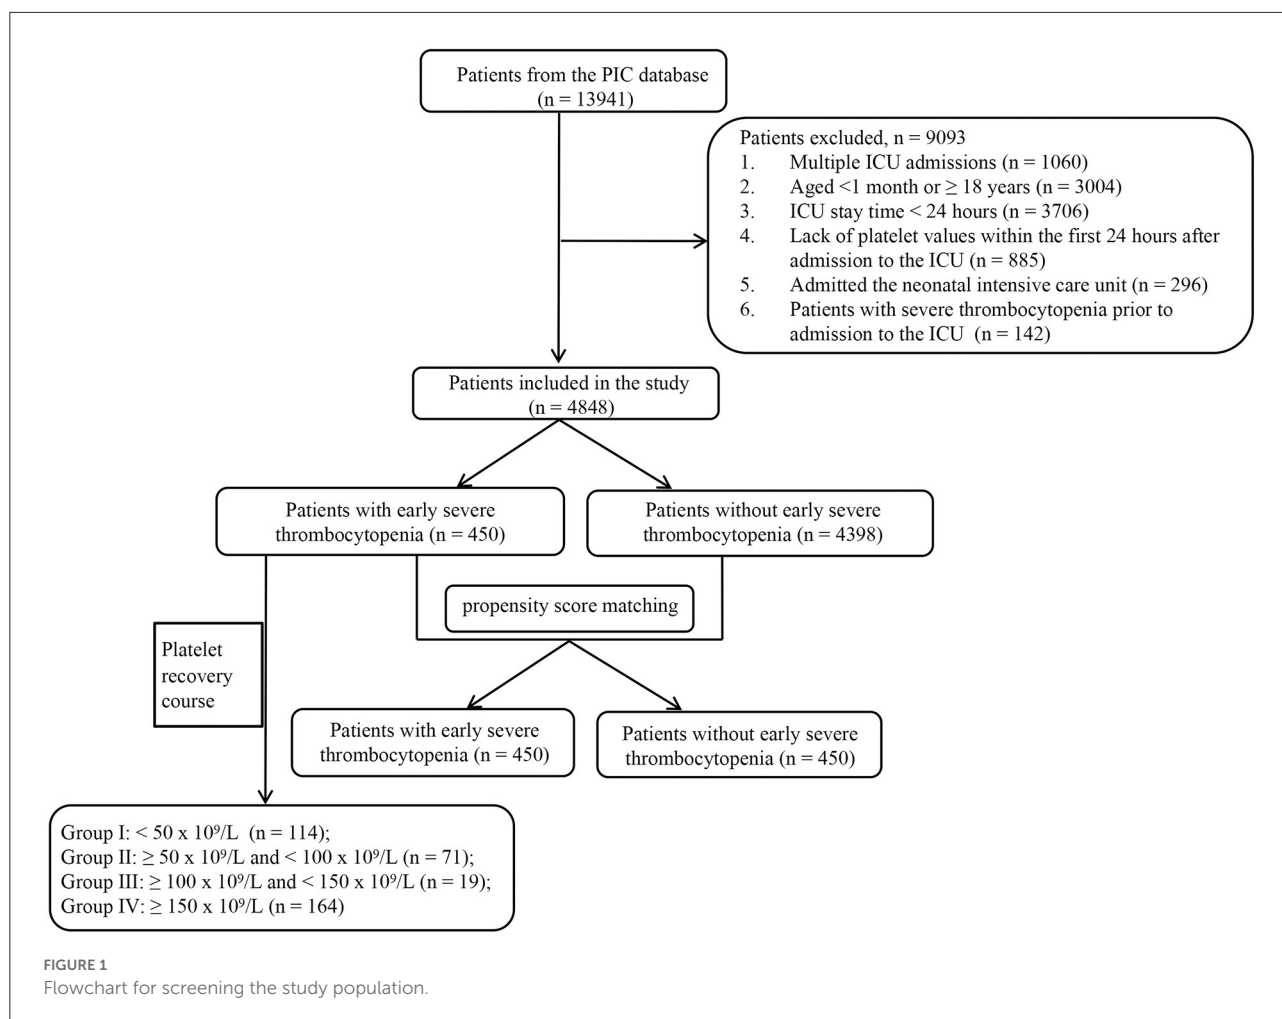 Patients from the PIC database
(n = 13941)
Patients excluded, n = 9093
1. Multiple ICU admissions (n = 1060)
2. Aged <1 month or ≥ 18 years (n = 3004)
3. ICU stay time < 24 hours (n = 3706)
4. Lack of platelet values within the first 24 hours after
admission to the ICU (n = 885)
5. Admitted the neonatal intensive care unit (n = 296)
6. Patients with severe thrombocytopenia prior to
admission to the ICU (n = 142)
Patients included in the study
(n = 4848)
Patients with early severe
thrombocytopenia (n = 450)
Patients without early severe
thrombocytopenia (n = 4398)
propensity score matching
Platelet
recovery
course
Patients with early severe
thrombocytopenia (n = 450)
Patients without early severe
thrombocytopenia (n = 450)
Group I: < 50 x 10⁹/L (n = 114);
Group II: ≥ 50 x 10⁹/L and < 100 x 10⁹/L (n = 71);
Group III: ≥ 100 x 10⁹/L and < 150 x 10⁹/L (n = 19);
Group IV: ≥ 150 x 10⁹/L (n = 164)
FIGURE 1
Flowchart for screening the study population.